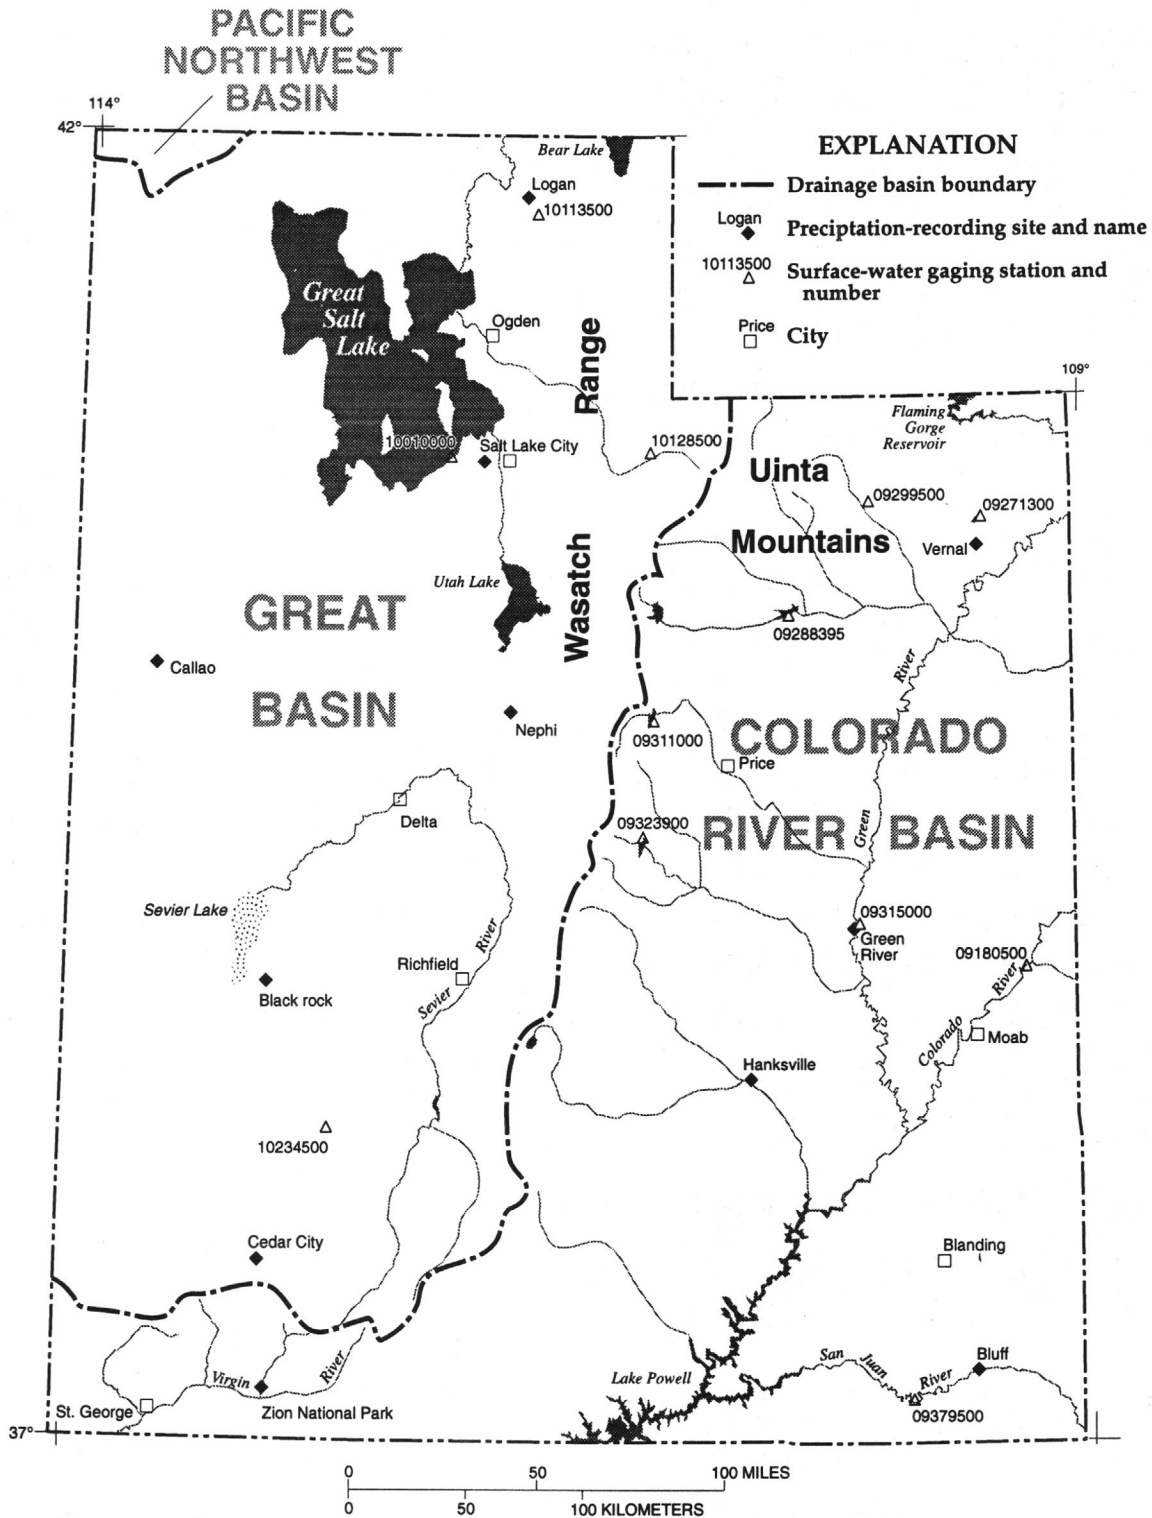 PACIFIC
NORTHWEST
BASIN
114°
42°
Bear Lake
Logan
10113500
EXPLANATION
Drainage basin boundary
Logan
Preciptation-recording site and name
10113500
Surface-water gaging station and
number
Price
City
Great
Salt
Lake
Ogden
Wasatch Range
109°
Flaming
Gorge
Reservoir
10010000
Salt Lake City
10128500
Uinta
Mountains
09299500
09271300
Vernal
Utah Lake
GREAT
BASIN
09288395
Callao
Nephi
River
09311000
COLORADO
Price
Delta
09323900
RIVER BASIN
Green
Sevier Lake
River
09315000
Green
River
Richfield
09180500
River
Black rock
Sevier
Colorado
Moab
Hanksville
10234500
Cedar City
Blanding
Virgin
River
Lake Powell
San
Juan
River
Bluff
St. George
Zion National Park
09379500
37°
0 50 100 MILES
0 50 100 KILOMETERS